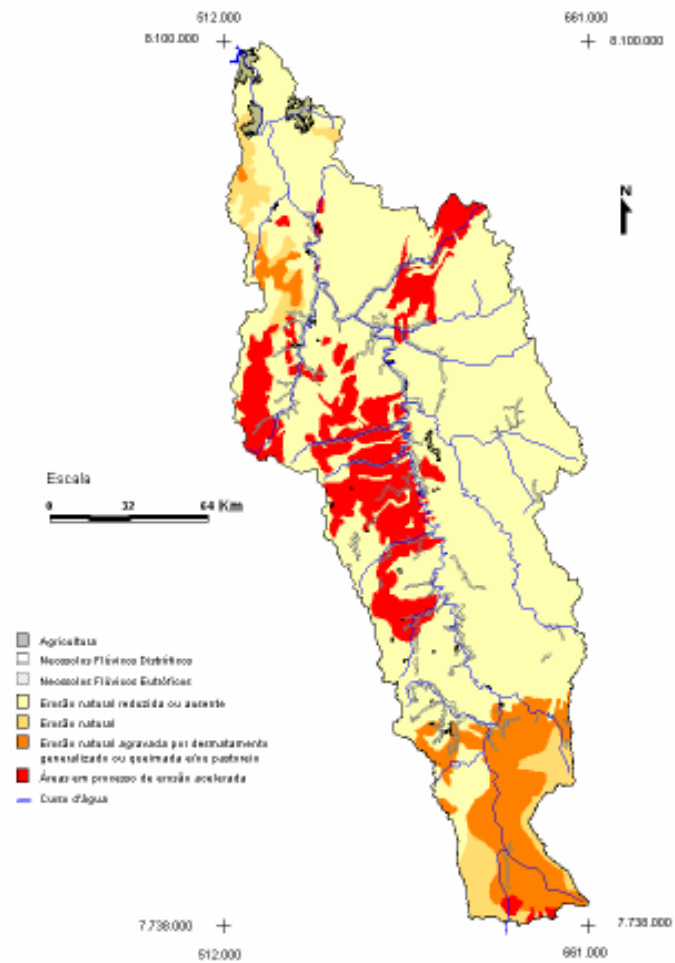 512.000 661.000
8.100.000 8.100.000
N
Escala
0 32 64 Km
Agricultura
Neossolos Flúvicos Distróficos
Neossolos Flúvicos Eutróficos
Erosão natural reduzida ou ausente
Erosão natural
Erosão natural agravada por desmatamento
generalizado ou queimada e/ou pastoreio
Áreas em processo de erosão acelerada
Curso d'Água
7.738.000 7.738.000
512.000 661.000